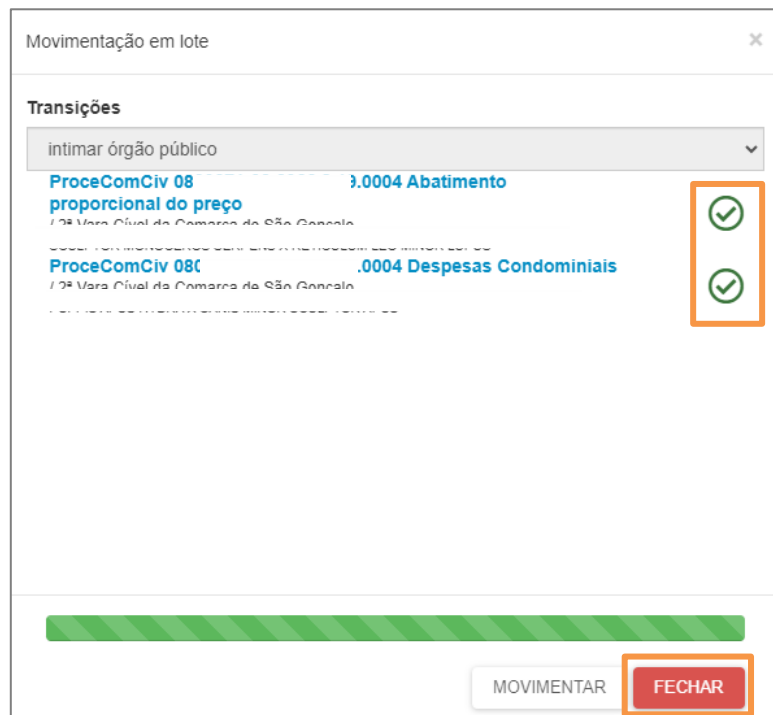 Movimentação em lote ×
Transições
intimar órgão público
ProceComCiv 08 9.0004 Abatimento
proporcional do preço
/ 2ª Vara Cível da Comarca de São Gonçalo
ProceComCiv 080 .0004 Despesas Condominiais
/ 2ª Vara Cível da Comarca de São Gonçalo
MOVIMENTAR FECHAR